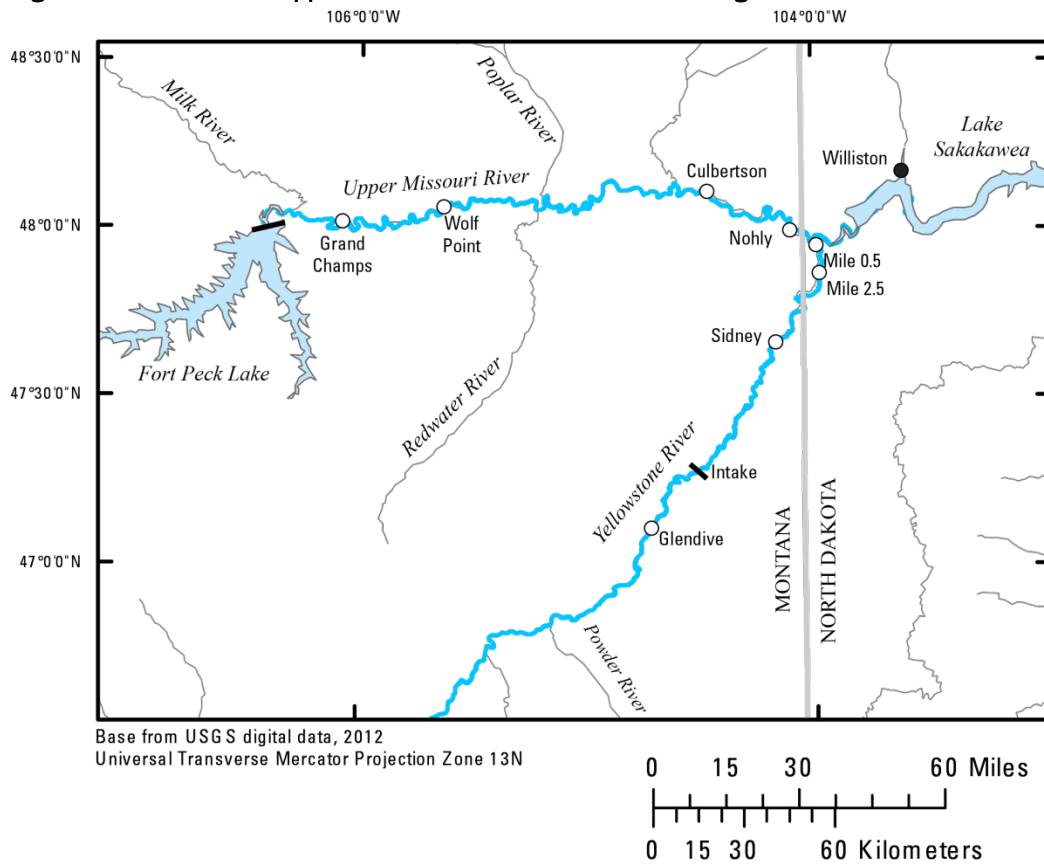 106°0'0"W
104°0'0"W
48°30'0"N
Milk River
Poplar River
Lake
Sakakawea
Williston
Culbertson
Upper Missouri River
48°0'0"N
Grand
Champs
Wolf
Point
Nohly
Mile 0.5
Mile 2.5
Sidney
Fort Peck Lake
47°30'0"N
Redwater River
Yellowstone River
Intake
Glendive
MONTANA
NORTH DAKOTA
47°0'0"N
Powder River
Base from USGS digital data, 2012
Universal Transverse Mercator Projection Zone 13N
0 15 30 60 Miles
0 15 30 60 Kilometers